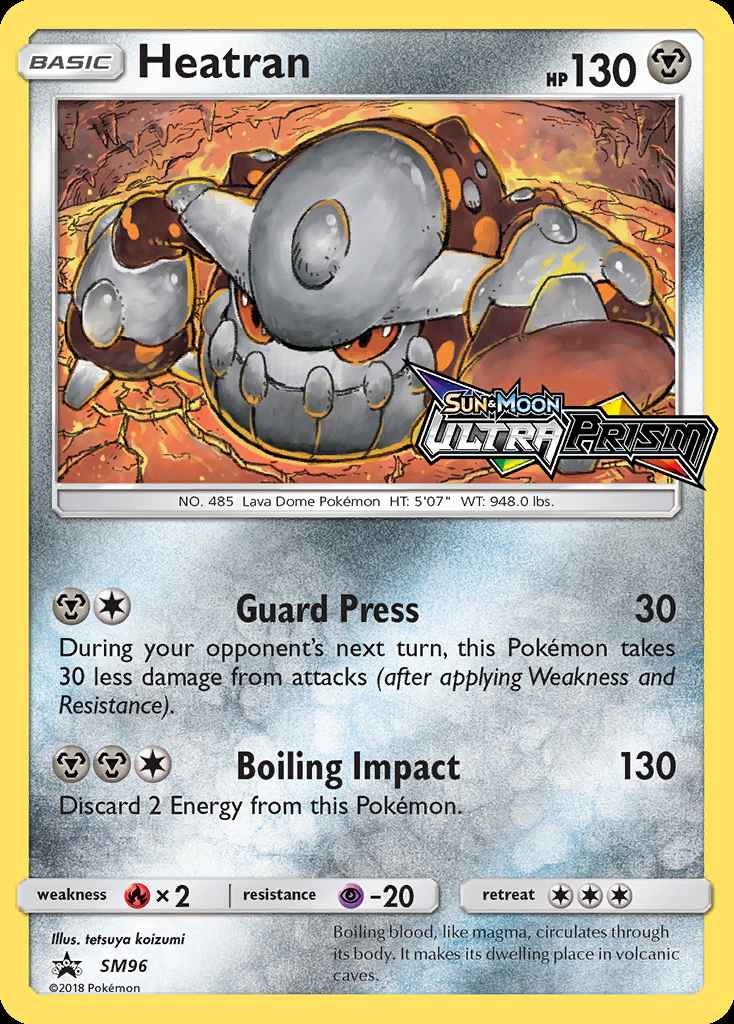 BASIC Heatran HP 130
SUN & MOON
ULTRA PRISM
NO. 485 Lava Dome Pokémon HT: 5'07" WT: 948.0 lbs.
Guard Press 30
During your opponent's next turn, this Pokémon takes
30 less damage from attacks (after applying Weakness and
Resistance).
Boiling Impact 130
Discard 2 Energy from this Pokémon.
weakness ×2 resistance -20 retreat
Illus. tetsuya koizumi
SM96
©2018 Pokémon
Boiling blood, like magma, circulates through
its body. It makes its dwelling place in volcanic
caves.